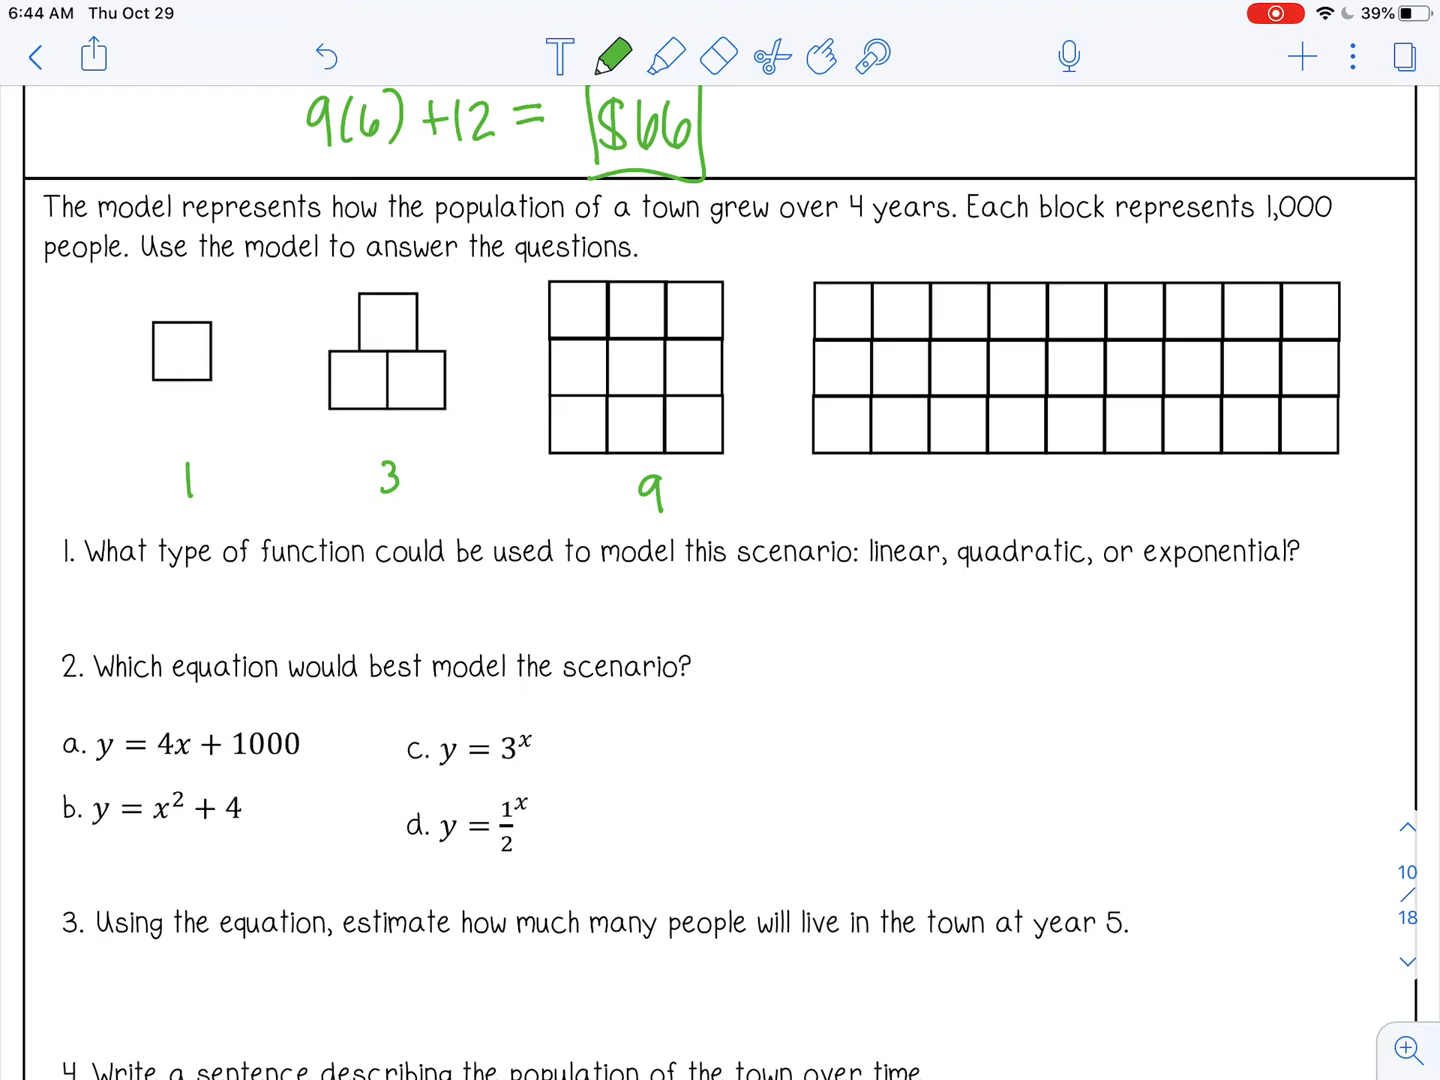 6:44 AM Thu Oct 29
39%
9(6) +12 = $66
The model represents how the population of a town grew over 4 years. Each block represents 1,000
people. Use the model to answer the questions.
1 3 9
1. What type of function could be used to model this scenario: linear, quadratic, or exponential?
2. Which equation would best model the scenario?
a. y = 4x + 1000
c. y = 3ˣ
b. y = x² + 4
d. y = 1ˣ/2
10
/
18
3. Using the equation, estimate how much many people will live in the town at year 5.
4. Write a sentence describing the population of the town over time